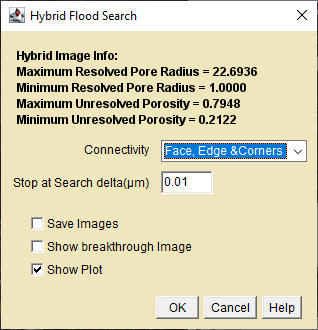 Hybrid Flood Search
Hybrid Image Info:
Maximum Resolved Pore Radius = 22.6936
Minimum Resolved Pore Radius = 1.0000
Maximum Unresolved Porosity = 0.7948
Minimum Unresolved Porosity = 0.2122
Connectivity Face, Edge &Corners
Stop at Search delta(μm) 0.01
Save Images
Show breakthrough Image
Show Plot
OK Cancel Help